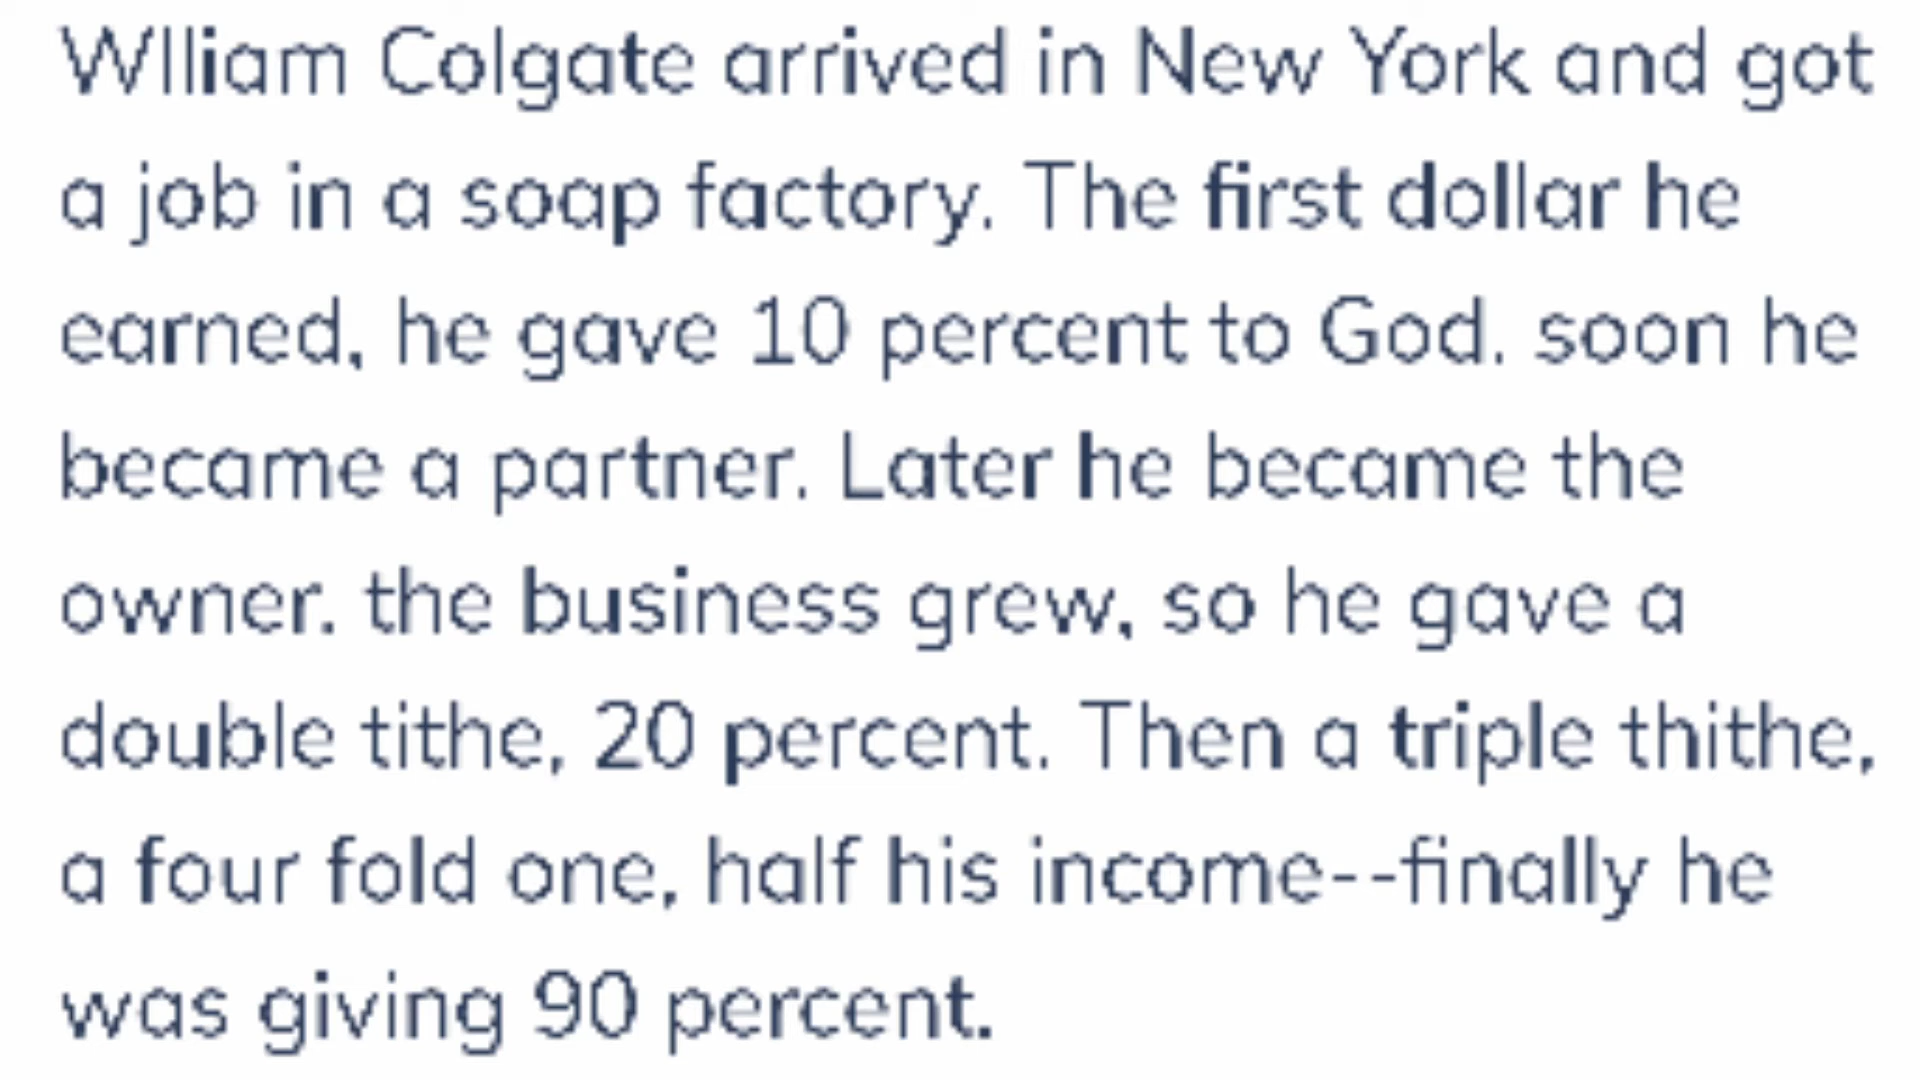 Wlliam Colgate arrived in New York and got
a job in a soap factory. The first dollar he
earned, he gave 10 percent to God. soon he
became a partner. Later he became the
owner. the business grew, so he gave a
double tithe, 20 percent. Then a triple thithe,
a four fold one, half his income--finally he
was giving 90 percent.